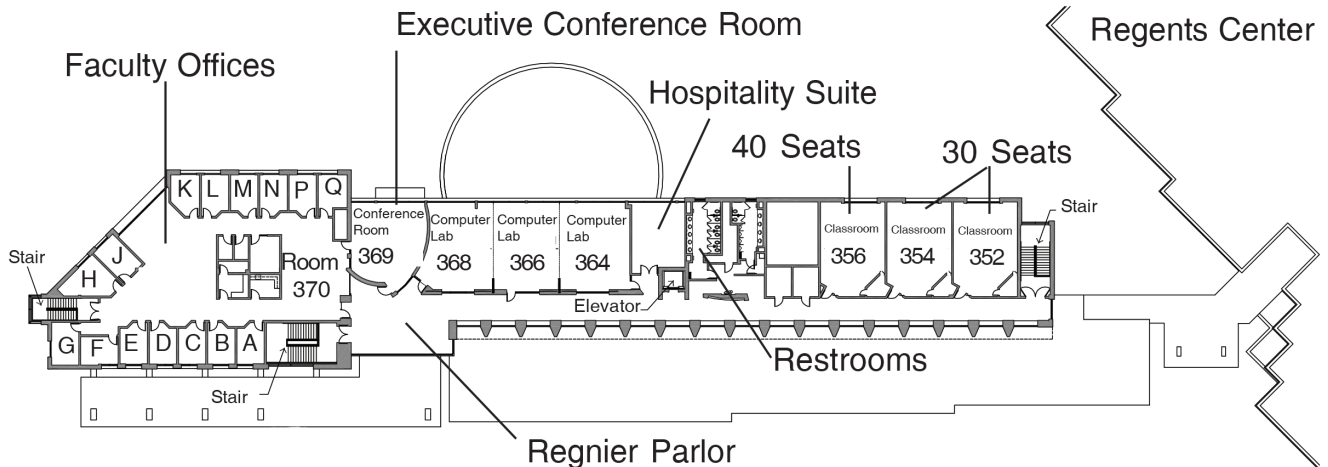 Executive Conference Room
Regents Center
Faculty Offices
Hospitality Suite
40 Seats
30 Seats
K L M N P Q
Conference
Room
369
Computer
Lab
368
Computer
Lab
366
Computer
Lab
364
Classroom
356
Classroom
354
Classroom
352
Stair
Stair
J
H
Room
370
Elevator
G F E D C B A
Stair
Restrooms
Regnier Parlor